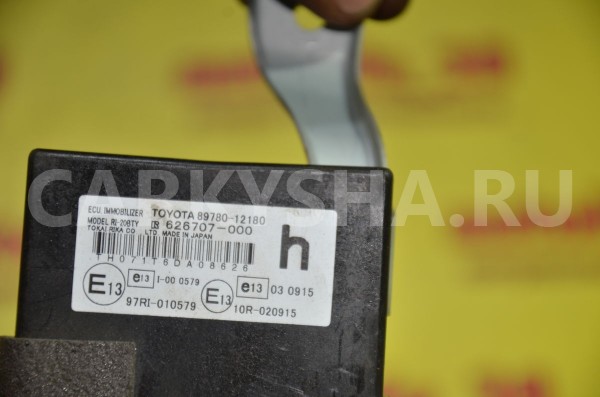 ECU, IMMOBILIZER TOYOTA 89780-12180
MODEL RI-20BTY 626707-000
TOKAI RIKA CO., LTD. MADE IN JAPAN
h
TH071T6DA08626
E13 e13 I-00 0579 e13 03 0915
97RI-010579 E13 10R-020915
CARKYSHA.RU